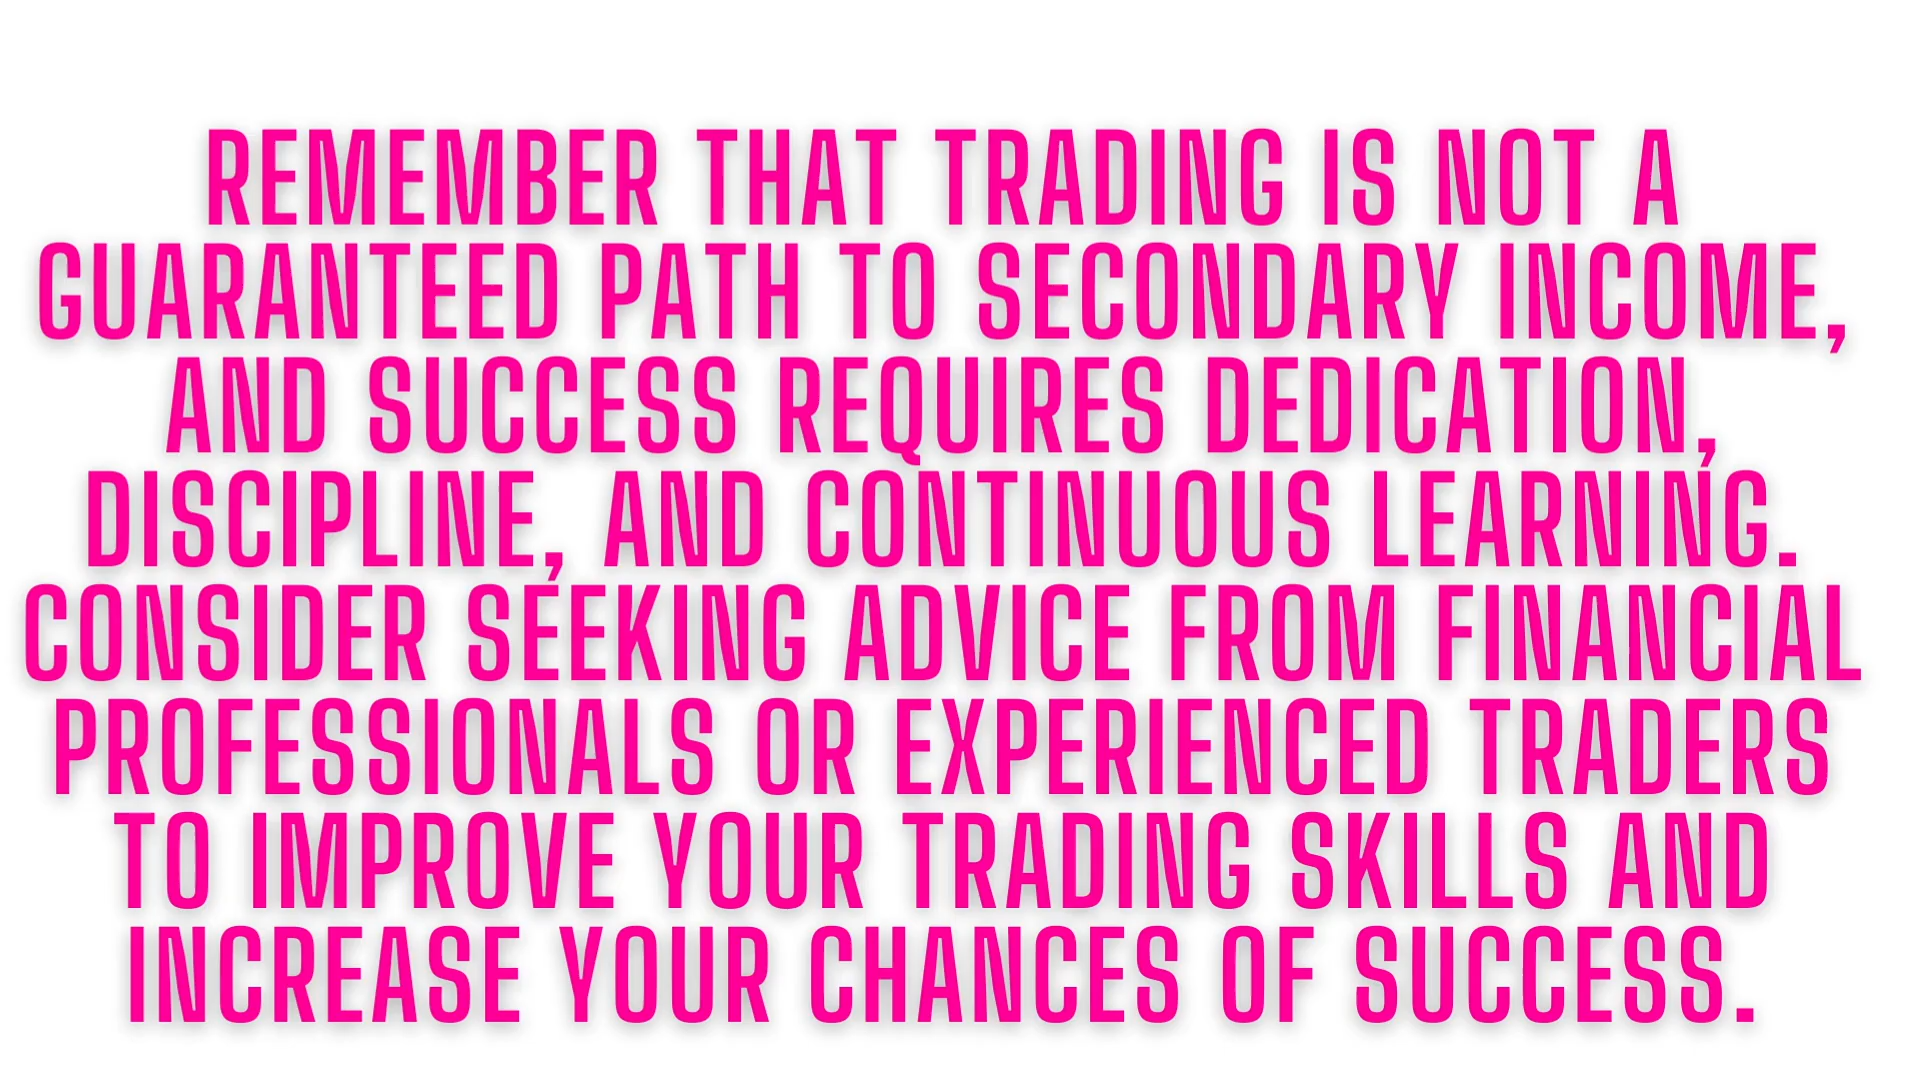 REMEMBER THAT TRADING IS NOT A
GUARANTEED PATH TO SECONDARY INCOME,
AND SUCCESS REQUIRES DEDICATION,
DISCIPLINE, AND CONTINUOUS LEARNING.
CONSIDER SEEKING ADVICE FROM FINANCIAL
PROFESSIONALS OR EXPERIENCED TRADERS
TO IMPROVE YOUR TRADING SKILLS AND
INCREASE YOUR CHANCES OF SUCCESS.